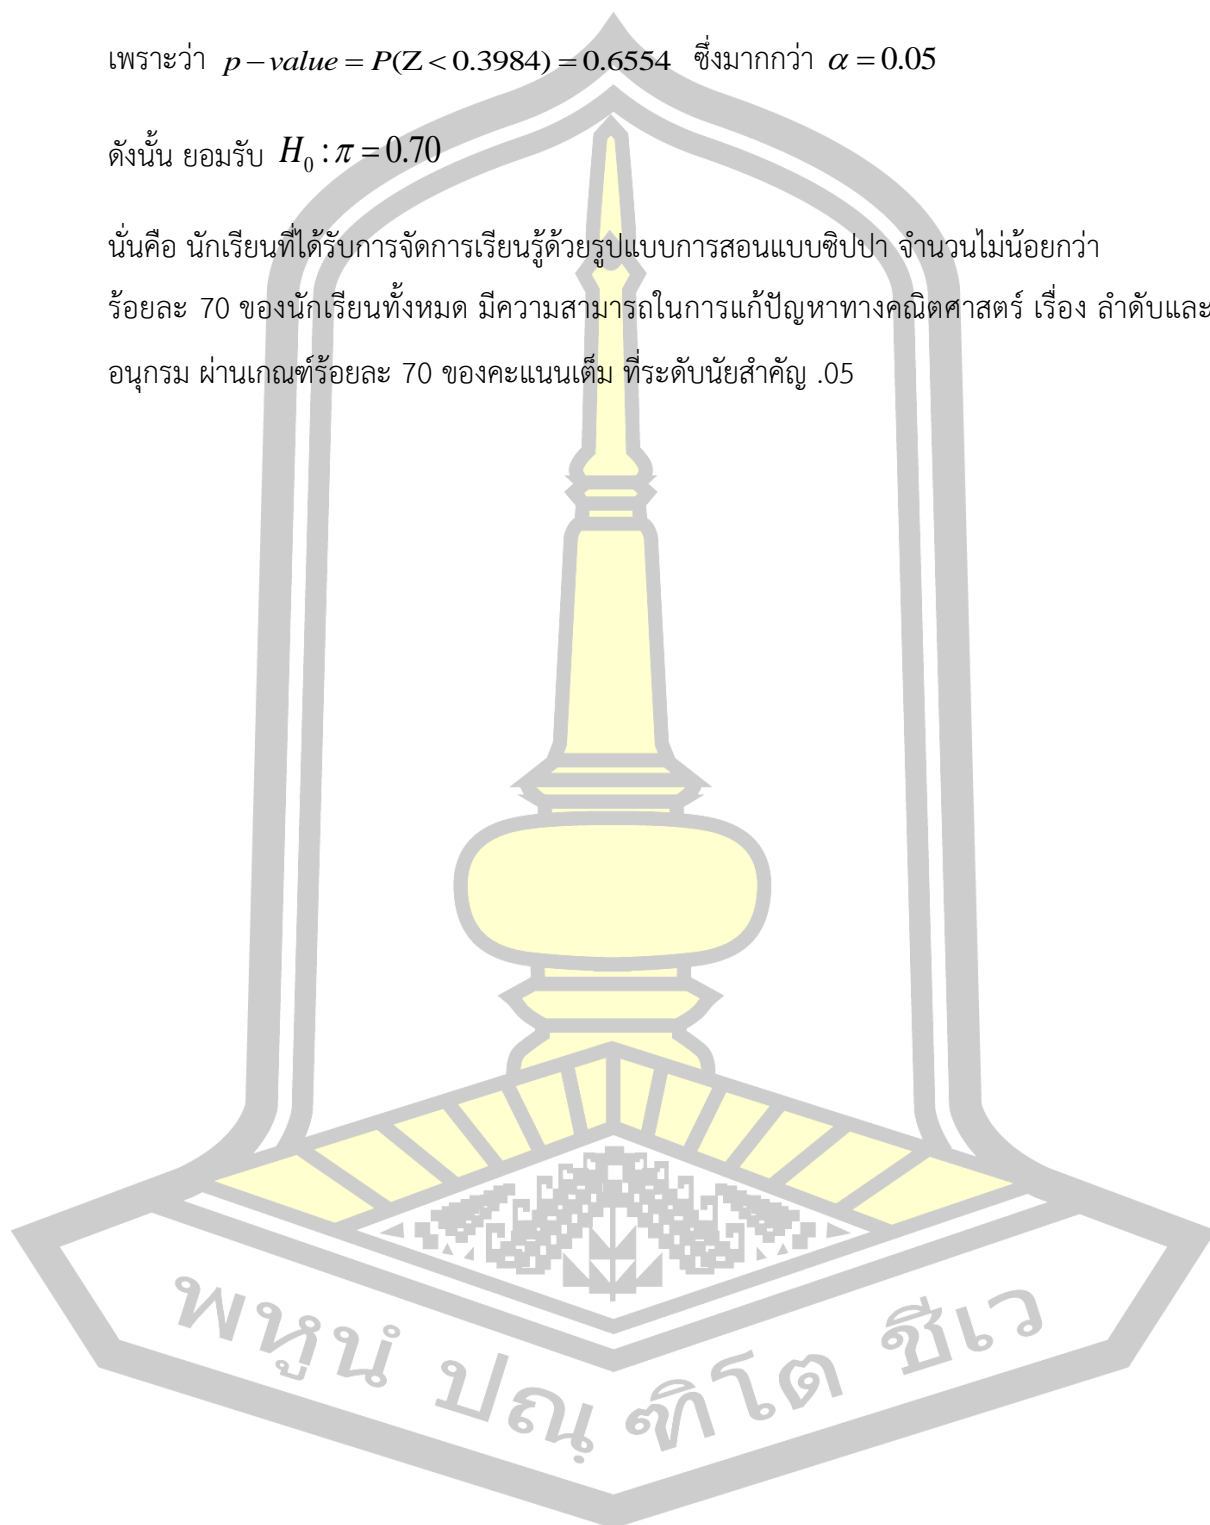 เพราะว่า p − value = P(Z < 0.3984) = 0.6554 ซึ่งมากกว่า α = 0.05
ดังนั้น ยอมรับ H₀ : π = 0.70
นั่นคือ นักเรียนที่ได้รับการจัดการเรียนรู้ด้วยรูปแบบการสอนแบบซิปปา จำนวนไม่น้อยกว่า
ร้อยละ 70 ของนักเรียนทั้งหมด มีความสามารถในการแก้ปัญหาทางคณิตศาสตร์ เรื่อง ลำดับและ
อนุกรม ผ่านเกณฑ์ร้อยละ 70 ของคะแนนเต็ม ที่ระดับนัยสำคัญ .05
พหูนํ ปณฺ ฑิโต ชีเว